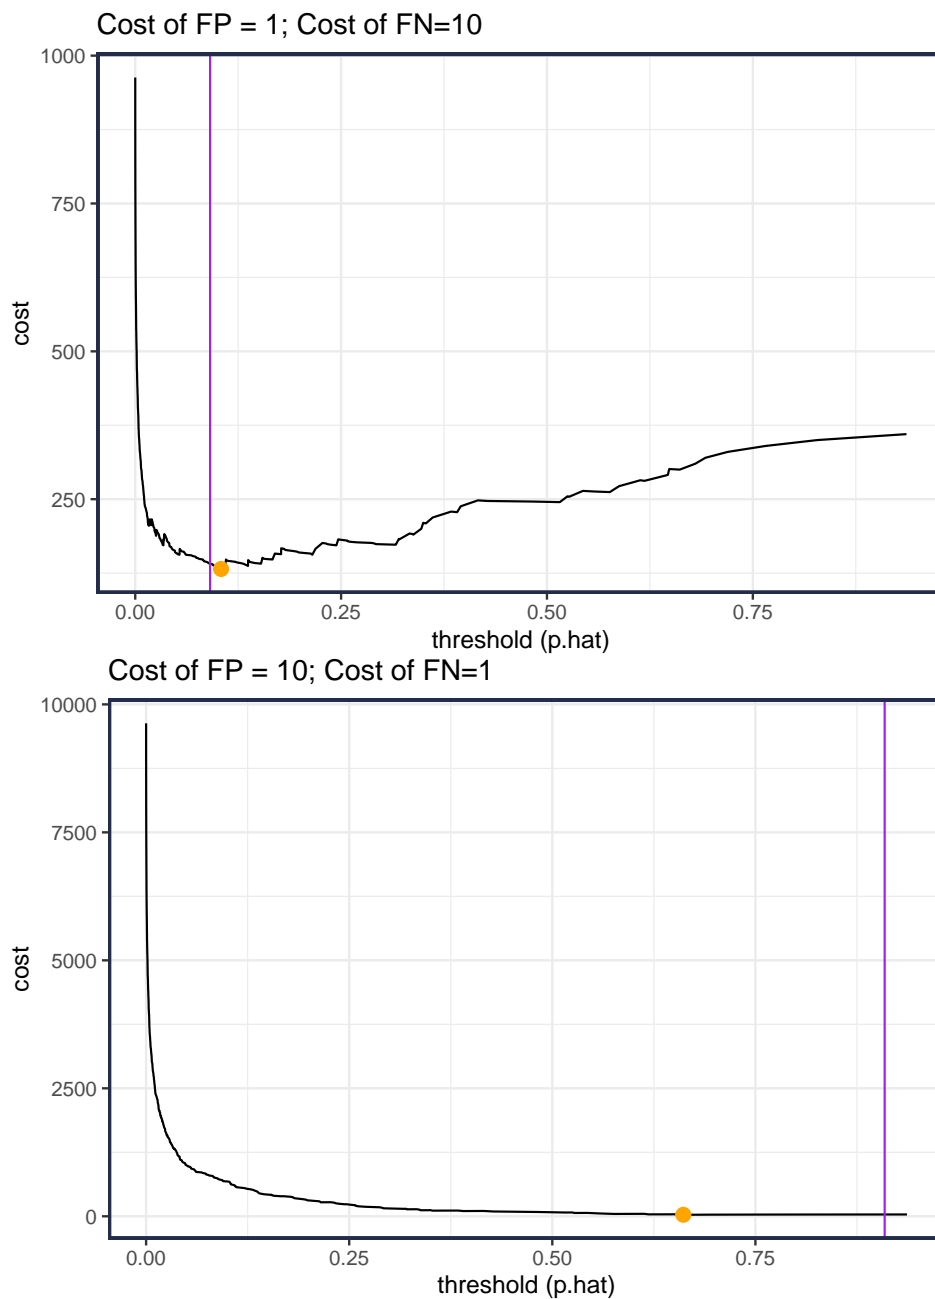 Cost of FP = 1; Cost of FN=10
1000
750
500
250
cost
0.00 0.25 0.50 0.75
threshold (p.hat)
Cost of FP = 10; Cost of FN=1
10000
7500
5000
2500
0
cost
0.00 0.25 0.50 0.75
threshold (p.hat)